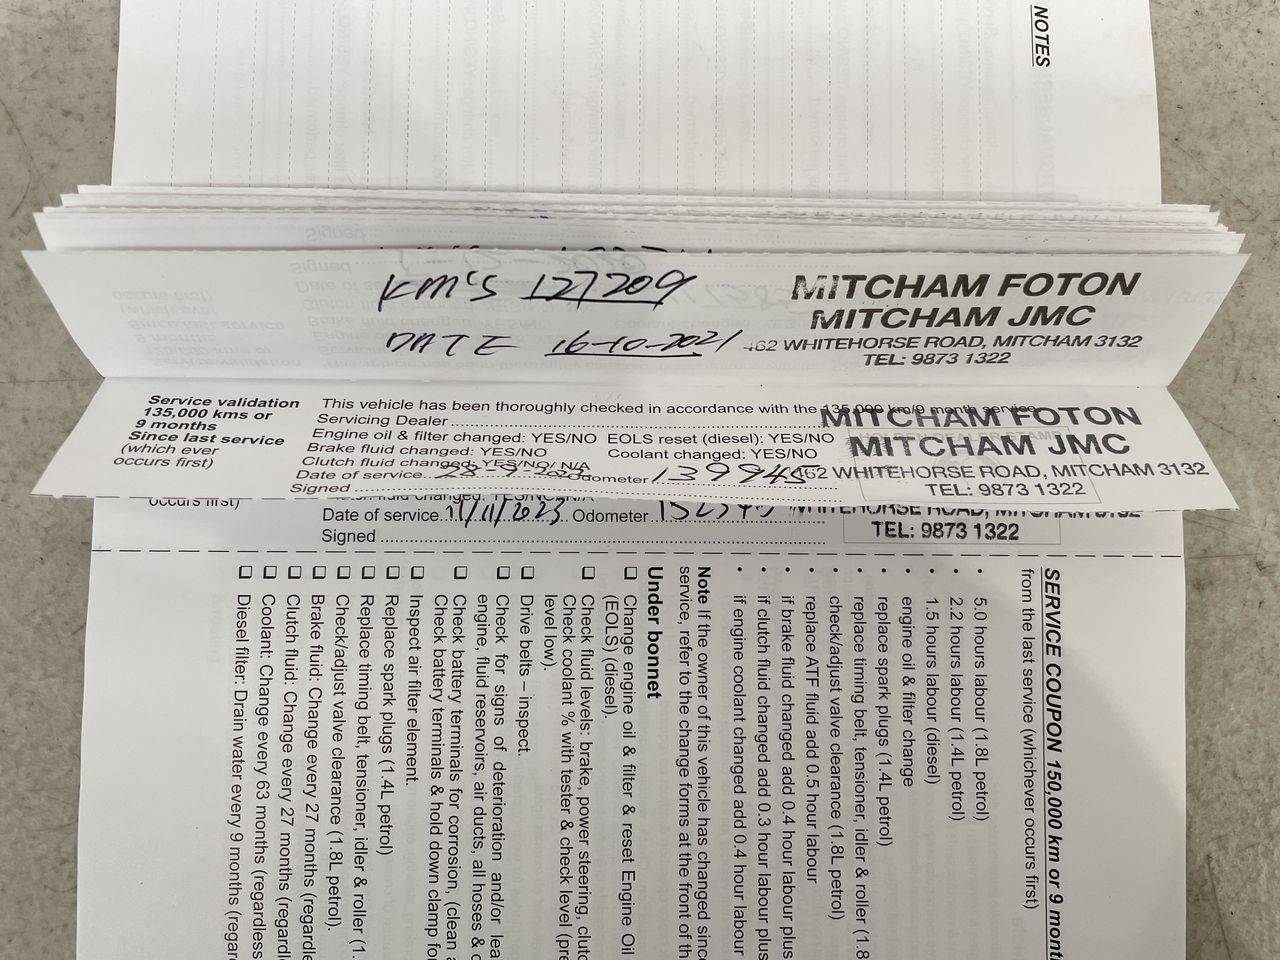 NOTES
KM'S 127209
DATE 16-10-2021
MITCHAM FOTON
MITCHAM JMC
462 WHITEHORSE ROAD, MITCHAM 3132
TEL: 9873 1322
Service validation
135,000 kms or
9 months
Since last service
(which ever
occurs first)
This vehicle has been thoroughly checked in accordance with the 135,000 km/9 month service
Servicing Dealer
Engine oil & filter changed: YES/NO EOLS reset (diesel): YES/NO
Brake fluid changed: YES/NO Coolant changed: YES/NO
Clutch fluid changed: YES/NO/ N/A
Date of service Odometer 139945
Signed
MITCHAM FOTON
MITCHAM JMC
462 WHITEHORSE ROAD, MITCHAM 3132
TEL: 9873 1322
occurs first)
Date of service 11/11/2023 Odometer
Signed
WHITEHORSE ROAD, MITCHAM 3132
TEL: 9873 1322
SERVICE COUPON 150,000 km or 9 month
from the last service (whichever occurs first)
• 5.0 hours labour (1.8L petrol)
• 2.2 hours labour (1.4L petrol)
• 1.5 hours labour (diesel)
• engine oil & filter change
• replace spark plugs (1.4L petrol)
• replace timing belt, tensioner, idler & roller (1.8
• check/adjust valve clearance (1.8L petrol)
• replace ATF fluid add 0.5 hour labour
• if brake fluid changed add 0.4 hour labour plus
• if clutch fluid changed add 0.3 hour labour plus
• if engine coolant changed add 0.4 hour labour
Note If the owner of this vehicle has changed since
service, refer to the change forms at the front of th
Under bonnet
❑ Change engine oil & filter & reset Engine Oil
(EOLS) (diesel).
❑ Check fluid levels: brake, power steering, clutc
Check coolant % with tester & check level (pre
level low).
❑ Drive belts – inspect.
❑ Check for signs of deterioration and/or lea
engine, fluid reservoirs, air ducts, all hoses & c
❑ Check battery terminals for corrosion, (clean a
Check battery terminals & hold down clamp for
❑ Inspect air filter element.
❑ Replace spark plugs (1.4L petrol)
❑ Replace timing belt, tensioner, idler & roller (1.
❑ Check/adjust valve clearance (1.8L petrol).
❑ Brake fluid: Change every 27 months (regardle
❑ Clutch fluid: Change every 27 months (regardl
❑ Coolant: Change every 63 months (regardless
❑ Diesel filter: Drain water every 9 months (regar